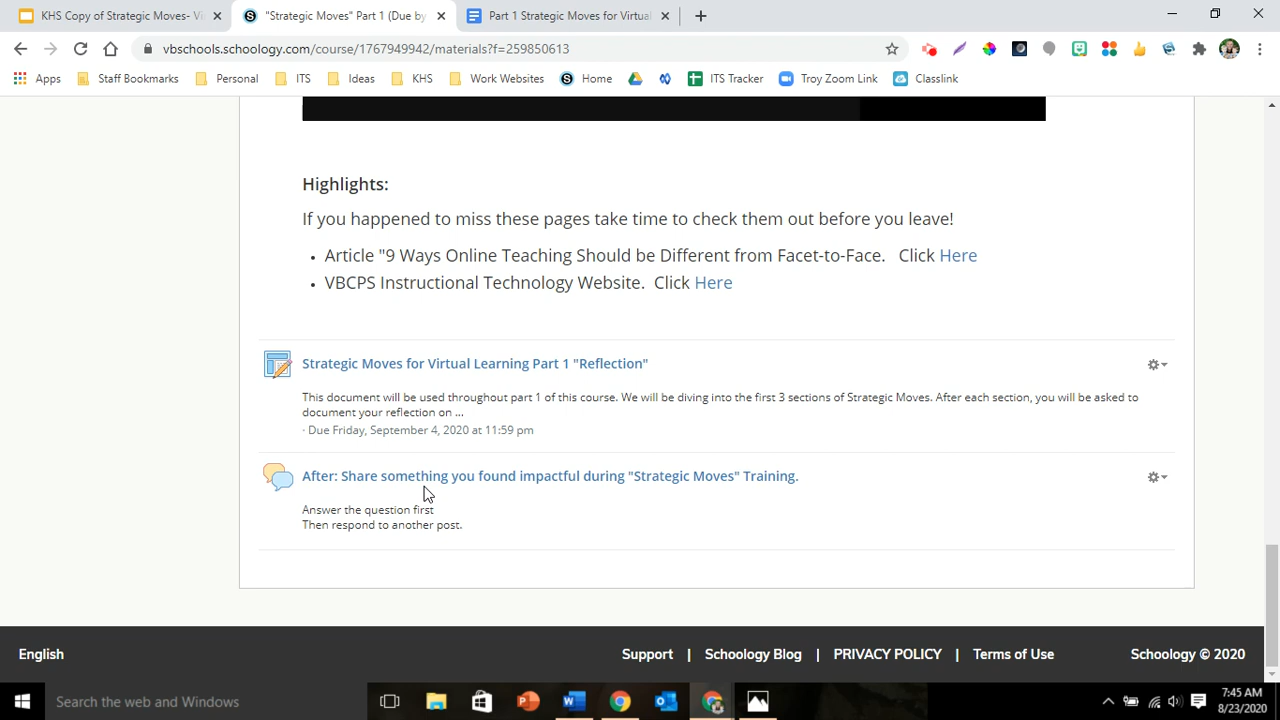 KHS Copy of Strategic Moves- Vi
"Strategic Moves" Part 1 (Due by
Part 1 Strategic Moves for Virtual
vbschools.schoology.com/course/1767949942/materials?f=259850613
Apps
Staff Bookmarks
Personal
ITS
Ideas
KHS
Work Websites
Home
ITS Tracker
Troy Zoom Link
Classlink
Highlights:
If you happened to miss these pages take time to check them out before you leave!
• Article "9 Ways Online Teaching Should be Different from Facet-to-Face. Click Here
• VBCPS Instructional Technology Website. Click Here
Strategic Moves for Virtual Learning Part 1 "Reflection"
This document will be used throughout part 1 of this course. We will be diving into the first 3 sections of Strategic Moves. After each section, you will be asked to
document your reflection on ...
· Due Friday, September 4, 2020 at 11:59 pm
After: Share something you found impactful during "Strategic Moves" Training.
Answer the question first
Then respond to another post.
English
Support | Schoology Blog | PRIVACY POLICY | Terms of Use
Schoology © 2020
Search the web and Windows
7:45 AM
8/23/2020